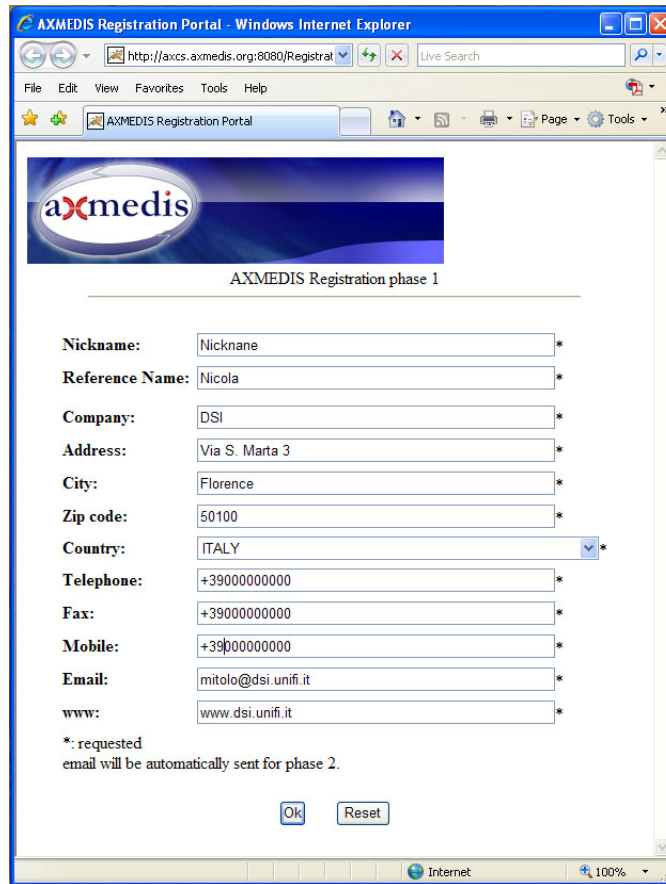 AXMEDIS Registration Portal - Windows Internet Explorer
http://axcs.axmedis.org:8080/Registrat
Live Search
File Edit View Favorites Tools Help
AXMEDIS Registration Portal
Page Tools
axmedis
AXMEDIS Registration phase 1
Nickname: Nicknane *
Reference Name: Nicola *
Company: DSI *
Address: Via S. Marta 3 *
City: Florence *
Zip code: 50100 *
Country: ITALY *
Telephone: +39000000000 *
Fax: +39000000000 *
Mobile: +39000000000 *
Email: mitolo@dsi.unifi.it *
www: www.dsi.unifi.it *
*: requested
email will be automatically sent for phase 2.
Ok Reset
Internet 100%